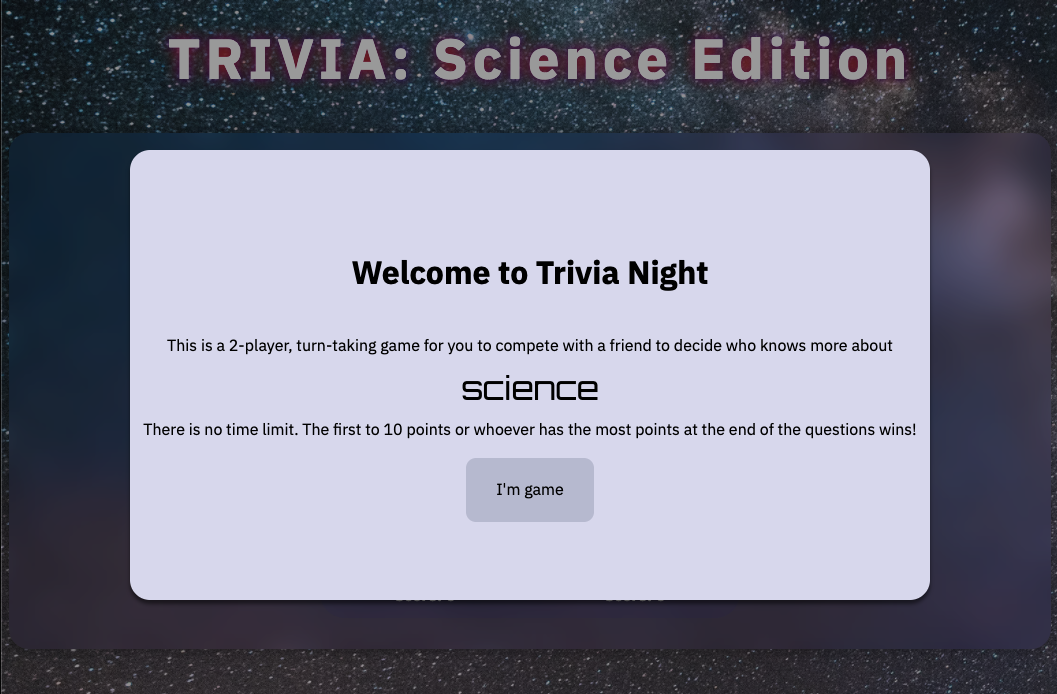 TRIVIA: Science Edition
Welcome to Trivia Night
This is a 2-player, turn-taking game for you to compete with a friend to decide who knows more about
science
There is no time limit. The first to 10 points or whoever has the most points at the end of the questions wins!
I'm game